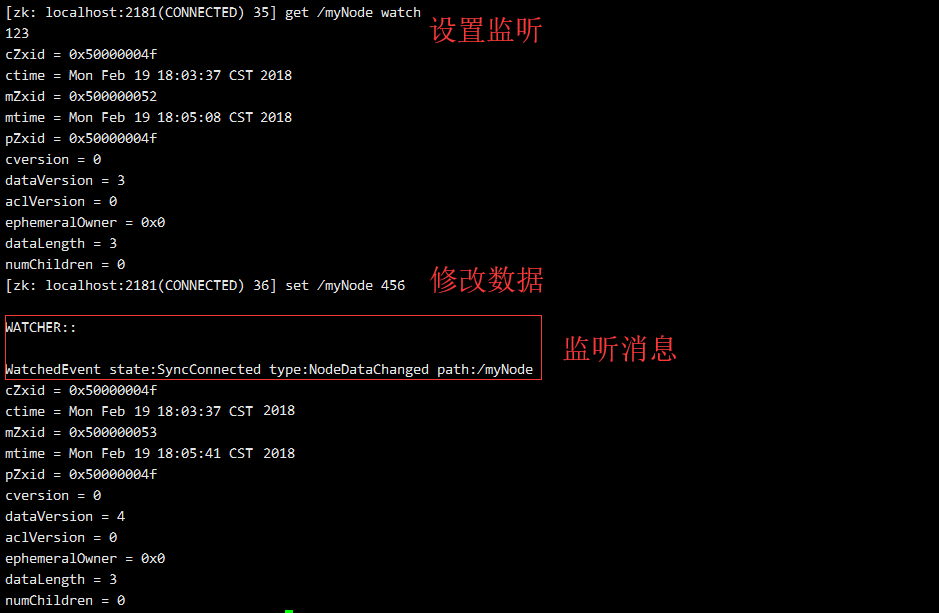 [zk: localhost:2181(CONNECTED) 35] get /myNode watch
设置监听
123
cZxid = 0x50000004f
ctime = Mon Feb 19 18:03:37 CST 2018
mZxid = 0x500000052
mtime = Mon Feb 19 18:05:08 CST 2018
pZxid = 0x50000004f
cversion = 0
dataVersion = 3
aclVersion = 0
ephemeralOwner = 0x0
dataLength = 3
numChildren = 0
[zk: localhost:2181(CONNECTED) 36] set /myNode 456
修改数据
WATCHER::
监听消息
WatchedEvent state:SyncConnected type:NodeDataChanged path:/myNode
cZxid = 0x50000004f
ctime = Mon Feb 19 18:03:37 CST 2018
mZxid = 0x500000053
mtime = Mon Feb 19 18:05:41 CST 2018
pZxid = 0x50000004f
cversion = 0
dataVersion = 4
aclVersion = 0
ephemeralOwner = 0x0
dataLength = 3
numChildren = 0